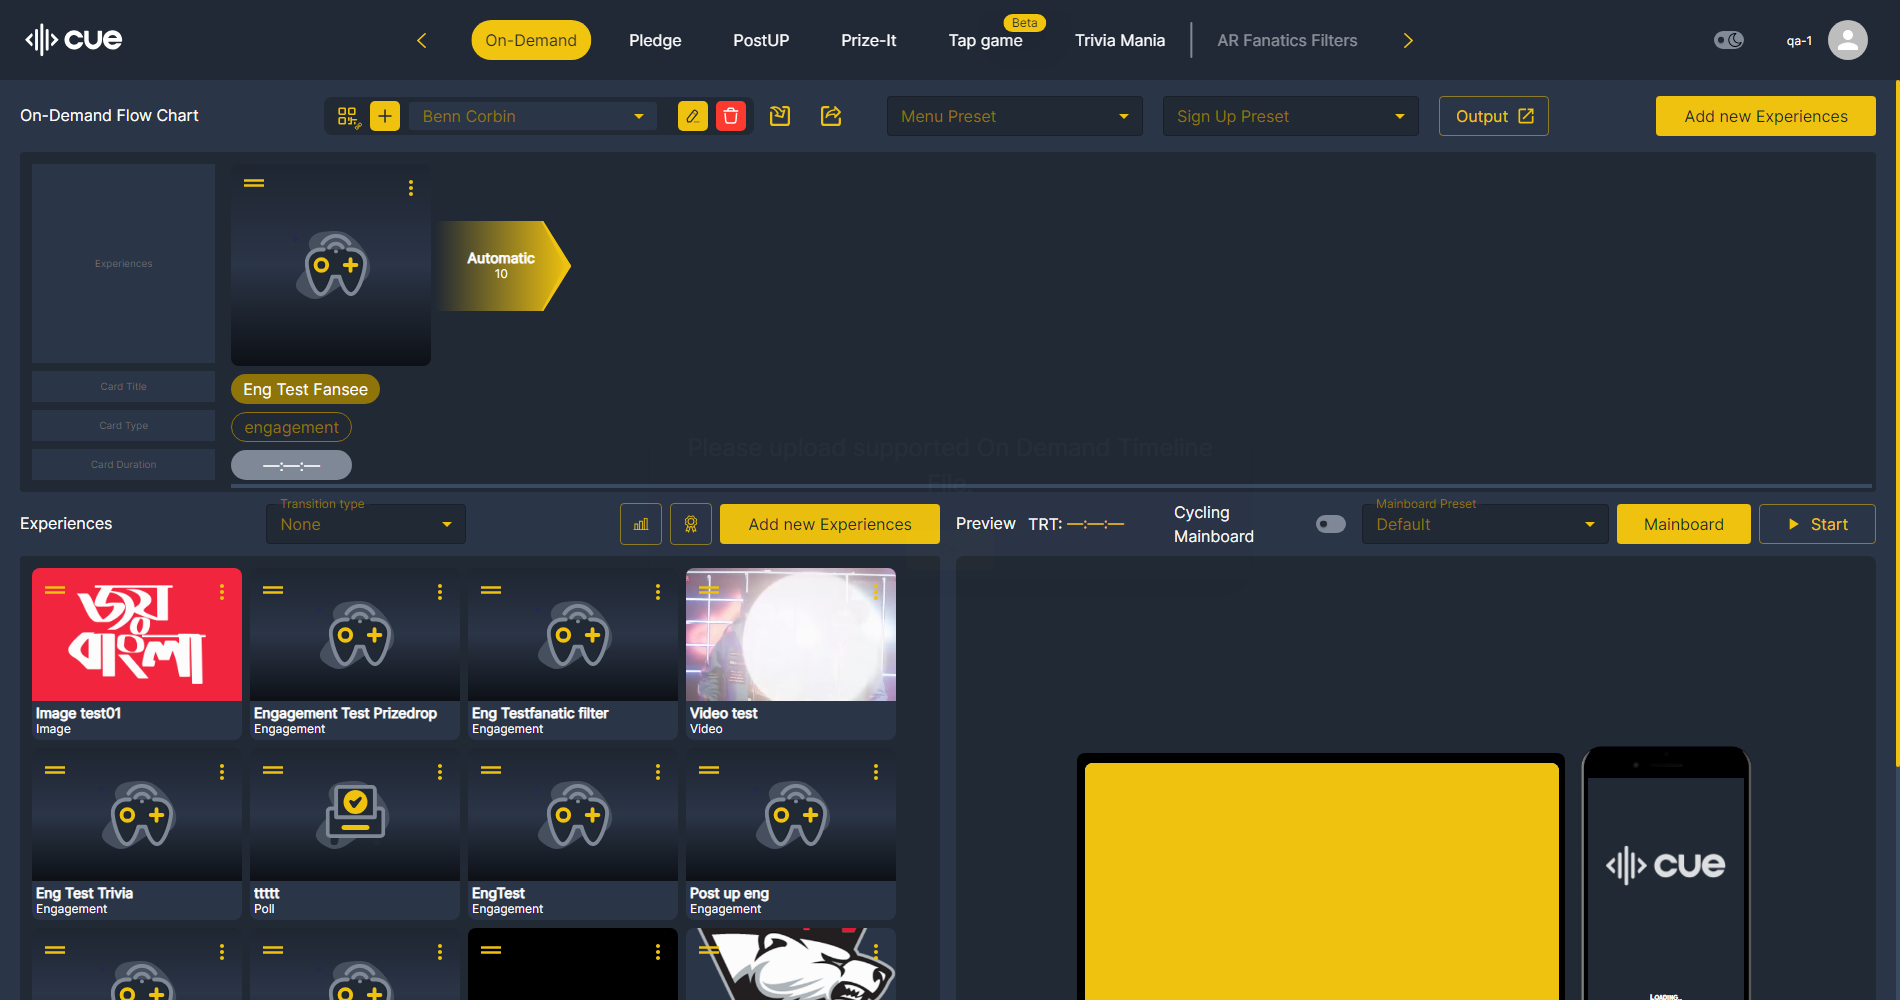 cue
On-Demand
Pledge
PostUP
Prize-It
Tap game
Beta
Trivia Mania
AR Fanatics Filters
qa-1
On-Demand Flow Chart
Benn Corbin
Menu Preset
Sign Up Preset
Output
Add new Experiences
Experiences
Automatic
10
Card Title
Eng Test Fansee
Card Type
engagement
Card Duration
—:—:—
Please upload supported On Demand Timeline
File.
Experiences
Transition type
None
Add new Experiences
Preview
TRT: —:—:—
Cycling
Mainboard
Mainboard Preset
Default
Mainboard
Start
জয়
বাংলা
Image test01
Image
Engagement Test Prizedrop
Engagement
Eng Testfanatic filter
Engagement
Video test
Video
Eng Test Trivia
Engagement
ttttt
Poll
EngTest
Engagement
Post up eng
Engagement
cue
LOADING...